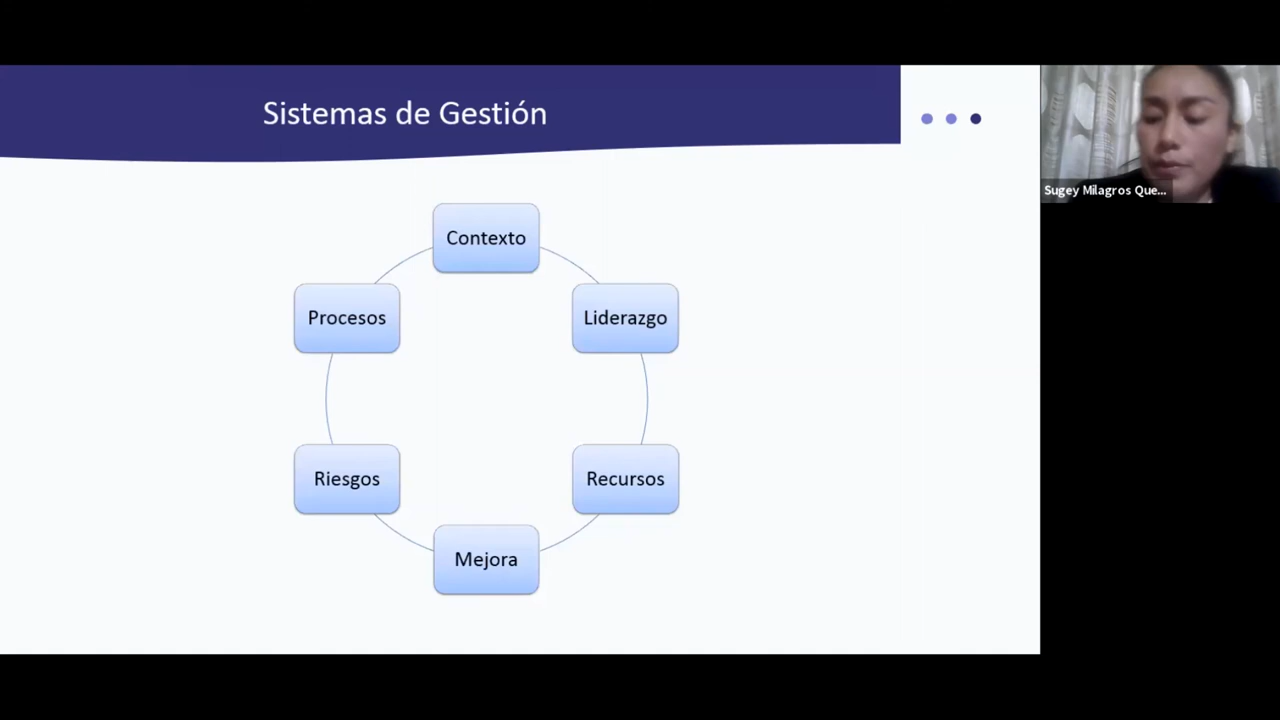 Sistemas de Gestión
Sugey Milagros Que...
Contexto
Procesos
Liderazgo
Riesgos
Recursos
Mejora